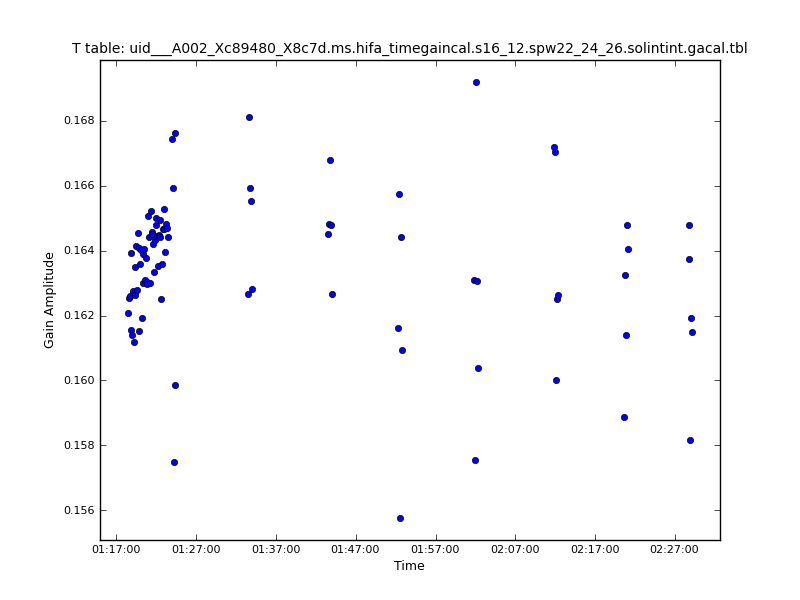 T table: uid___A002_Xc89480_X8c7d.ms.hifa_timegaincal.s16_12.spw22_24_26.solintint.gacal.tbl
0.168
0.166
0.164
0.162
0.160
0.158
0.156
Gain Amplitude
01:17:00 01:27:00 01:37:00 01:47:00 01:57:00 02:07:00 02:17:00 02:27:00
Time